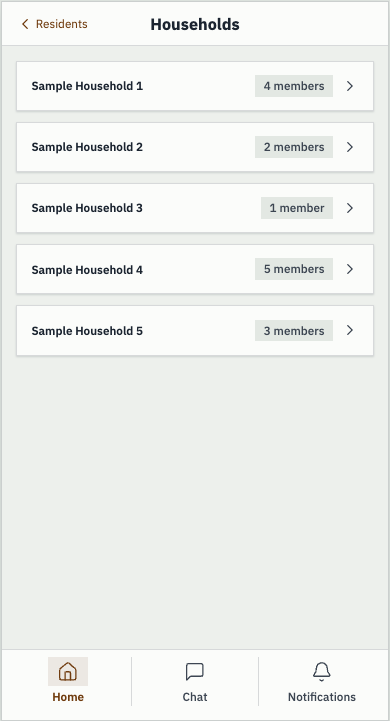 Residents
Households
Sample Household 1
4 members
Sample Household 2
2 members
Sample Household 3
1 member
Sample Household 4
5 members
Sample Household 5
3 members
Home
Chat
Notifications